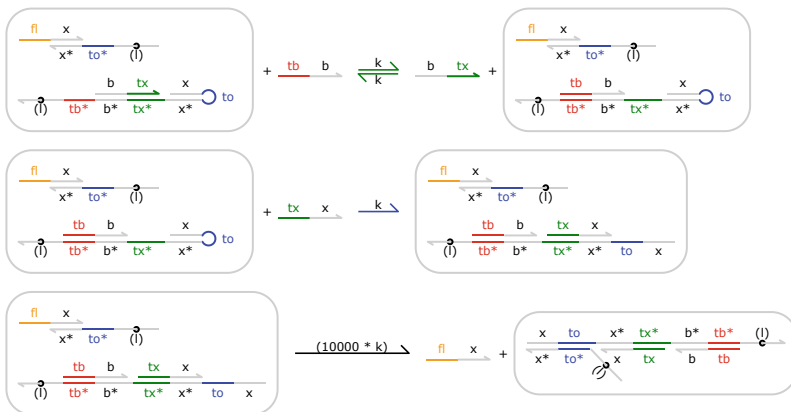 fl x
x* to* (l)
b tx x
to
(l) tb* b* tx* x*
+ tb b
k
k
b tx +
fl x
x* to* (l)
tb b x
to
(l) tb* b* tx* x*
fl x
x* to* (l)
tb b x
to
(l) tb* b* tx* x*
+ tx x
k
fl x
x* to* (l)
tb b tx x
(l) tb* b* tx* x* to x
fl x
x* to* (l)
tb b tx x
(l) tb* b* tx* x* to x
(10000 * k)
fl x +
x to x* tx* b* tb* (l)
x* to* x tx b tb
(l)